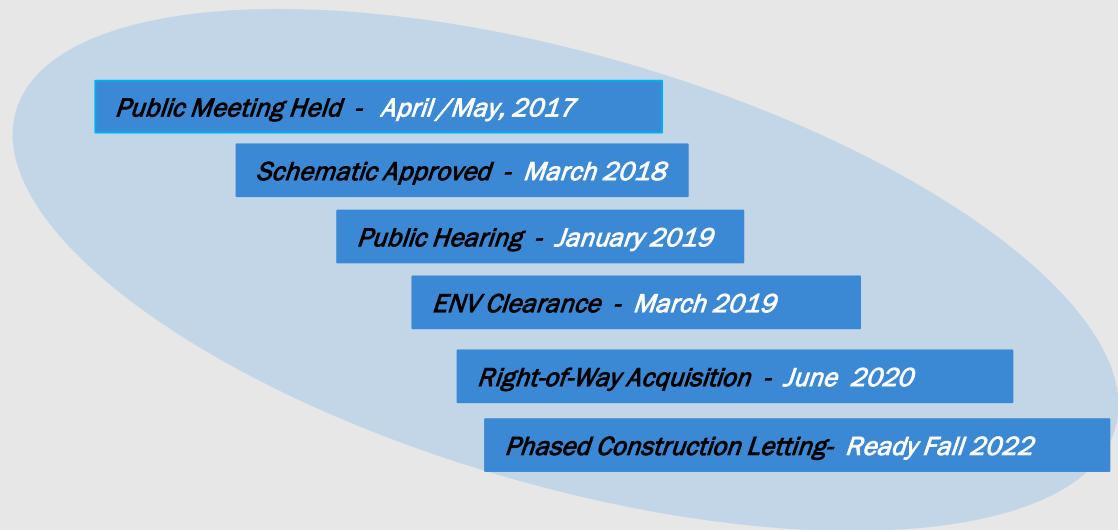 Public Meeting Held - April /May, 2017
Schematic Approved - March 2018
Public Hearing - January 2019
ENV Clearance - March 2019
Right-of-Way Acquisition - June 2020
Phased Construction Letting- Ready Fall 2022